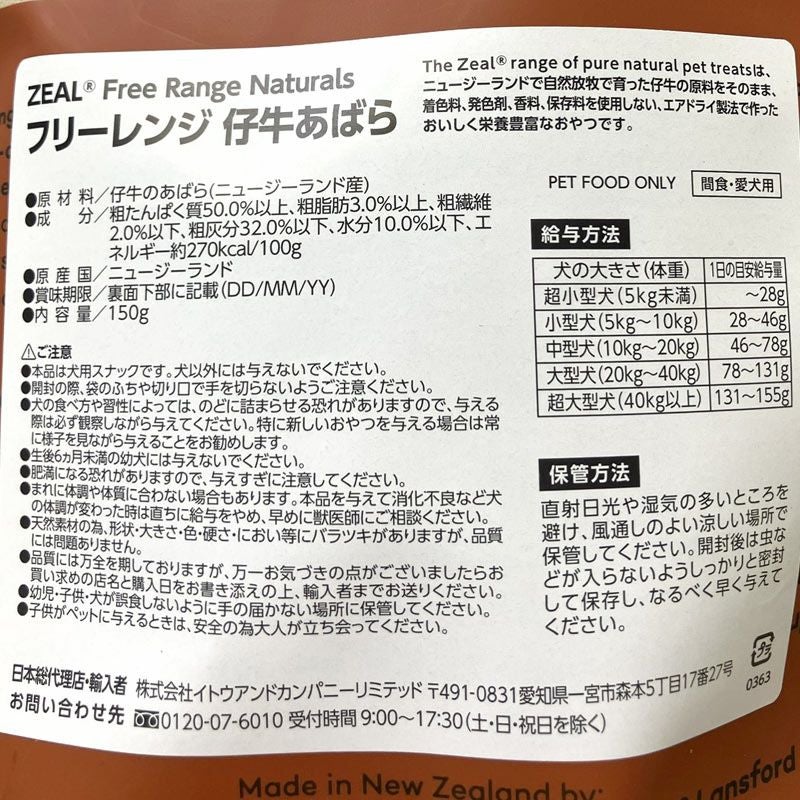 ZEAL® Free Range Naturals
フリーレンジ 仔牛あばら
The Zeal® range of pure natural pet treatsは、
ニュージーランドで自然放牧で育った仔牛の原料をそのまま、
着色料、発色剤、香料、保存料を使用しない、エアドライ製法で作った
おいしく栄養豊富なおやつです。
●原材料/仔牛のあばら(ニュージーランド産)
●成分/粗たんぱく質50.0%以上、粗脂肪3.0%以上、粗繊維
2.0%以下、粗灰分32.0%以下、水分10.0%以下、エ
ネルギー約270kcal/100g
●原産国/ニュージーランド
●賞味期限/裏面下部に記載(DD/MM/YY)
●内容量/150g
⚠ご注意
●本品は犬用スナックです。犬以外には与えないでください。
●開封の際、袋のふちや切り口で手を切らないようご注意ください。
●犬の食べ方や習性によっては、のどに詰まらせる恐れがありますので、与える
際は必ず観察しながら与えてください。特に新しいおやつを与える場合は常
に様子を見ながら与えることをお勧めします。
●生後6ヵ月未満の幼犬には与えないでください。
●肥満になる恐れがありますので、与えすぎに注意してください。
●まれに体調や体質に合わない場合もあります。本品を与えて消化不良など犬
の体調が変わった時は直ちに給与をやめ、早めに獣医師にご相談ください。
●天然素材の為、形状・大きさ・色・硬さ・におい等にバラツキがありますが、品質
には問題ありません。
●品質には万全を期しておりますが、万一お気づきの点がございましたらお
買い求めの店名と購入日をお書き添えの上、輸入者までお送りください。
●幼児・子供・犬が誤食しないように手の届かない場所に保管してください。
●子供がペットに与えるときは、安全の為大人が立ち会ってください。
PET FOOD ONLY 間食・愛犬用
給与方法
犬の大きさ(体重) 1日の目安給与量
超小型犬(5kg未満) ～28g
小型犬(5kg～10kg) 28～46g
中型犬(10kg～20kg) 46～78g
大型犬(20kg～40kg) 78～131g
超大型犬(40kg以上) 131～155g
保管方法
直射日光や湿気の多いところを
避け、風通しのよい涼しい場所で
保管してください。開封後は虫な
どが入らないようしっかりと密封
して保存し、なるべく早く与えて
ください。
プラ
0363
日本総代理店・輸入者 株式会社イトウアンドカンパニーリミテッド 〒491-0831愛知県一宮市森本5丁目17番27号
お問い合わせ先 0120-07-6010 受付時間 9:00～17:30(土・日・祝日を除く)
Made in New Zealand by:
Lansford